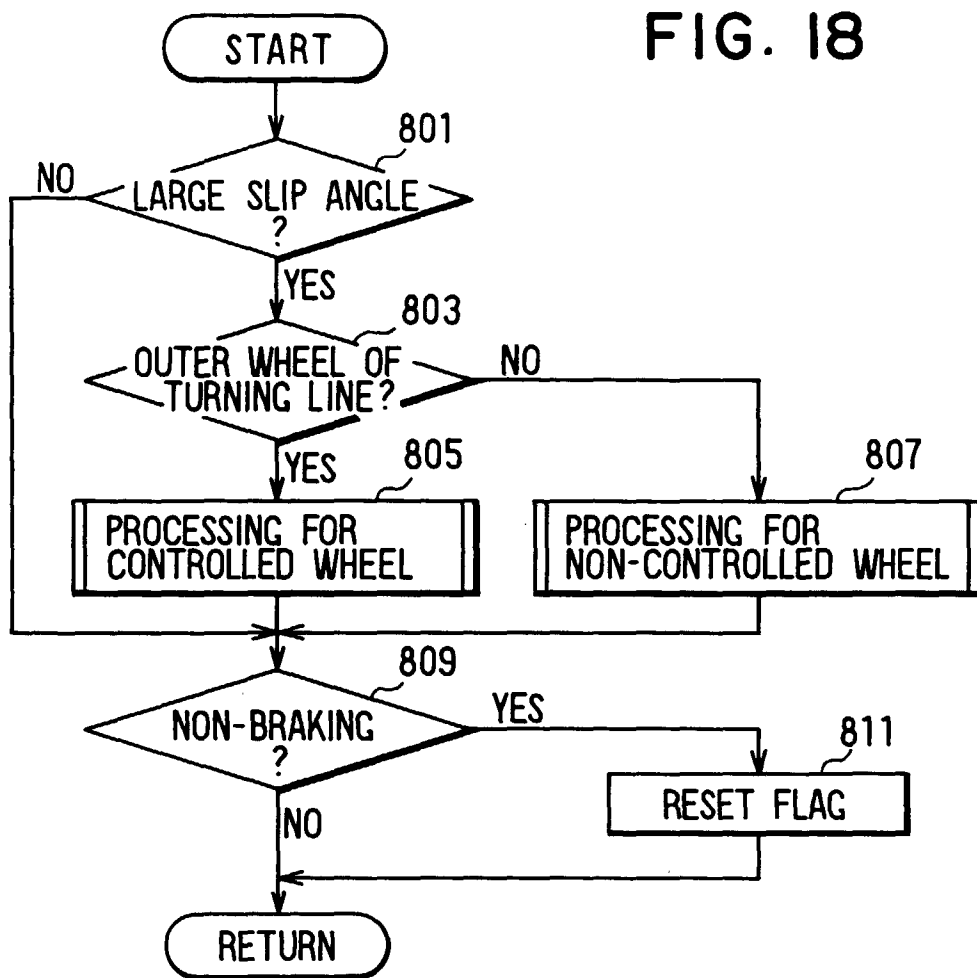 FIG. 18
START
801
NO
LARGE SLIP ANGLE
?
YES
803
OUTER WHEEL OF
TURNING LINE?
NO
YES
805
807
PROCESSING FOR
CONTROLLED WHEEL
PROCESSING FOR
NON-CONTROLLED WHEEL
809
NON-BRAKING
?
YES
811
RESET FLAG
NO
RETURN